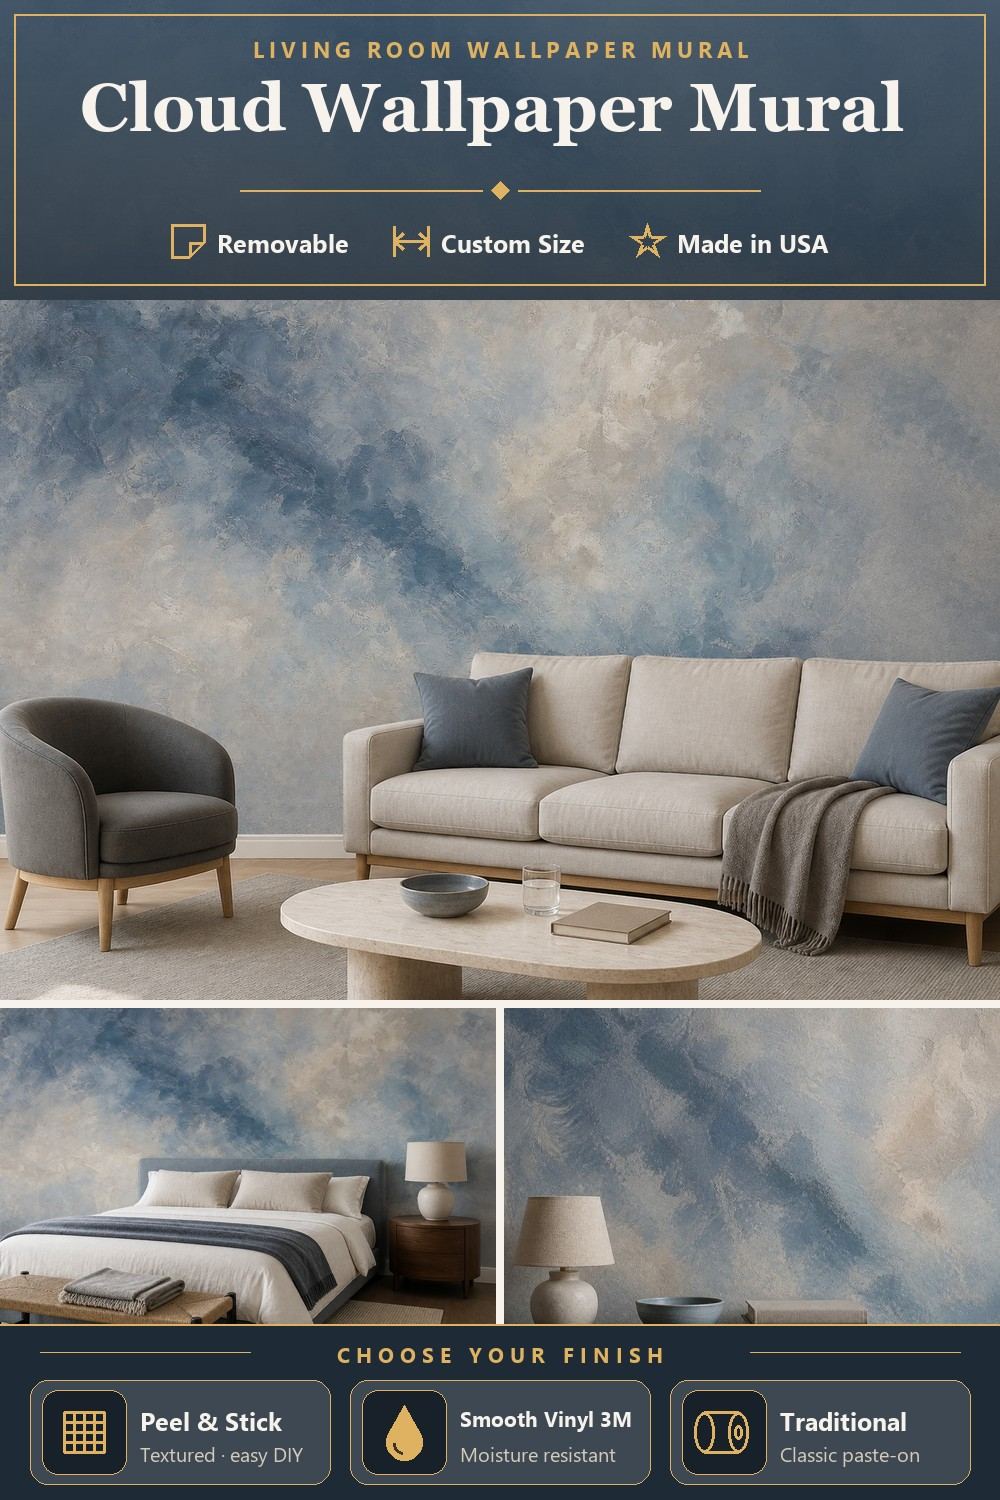 LIVING ROOM WALLPAPER MURAL
Cloud Wallpaper Mural
Removable
Custom Size
Made in USA
CHOOSE YOUR FINISH
Peel & Stick
Textured · easy DIY
Smooth Vinyl 3M
Moisture resistant
Traditional
Classic paste-on